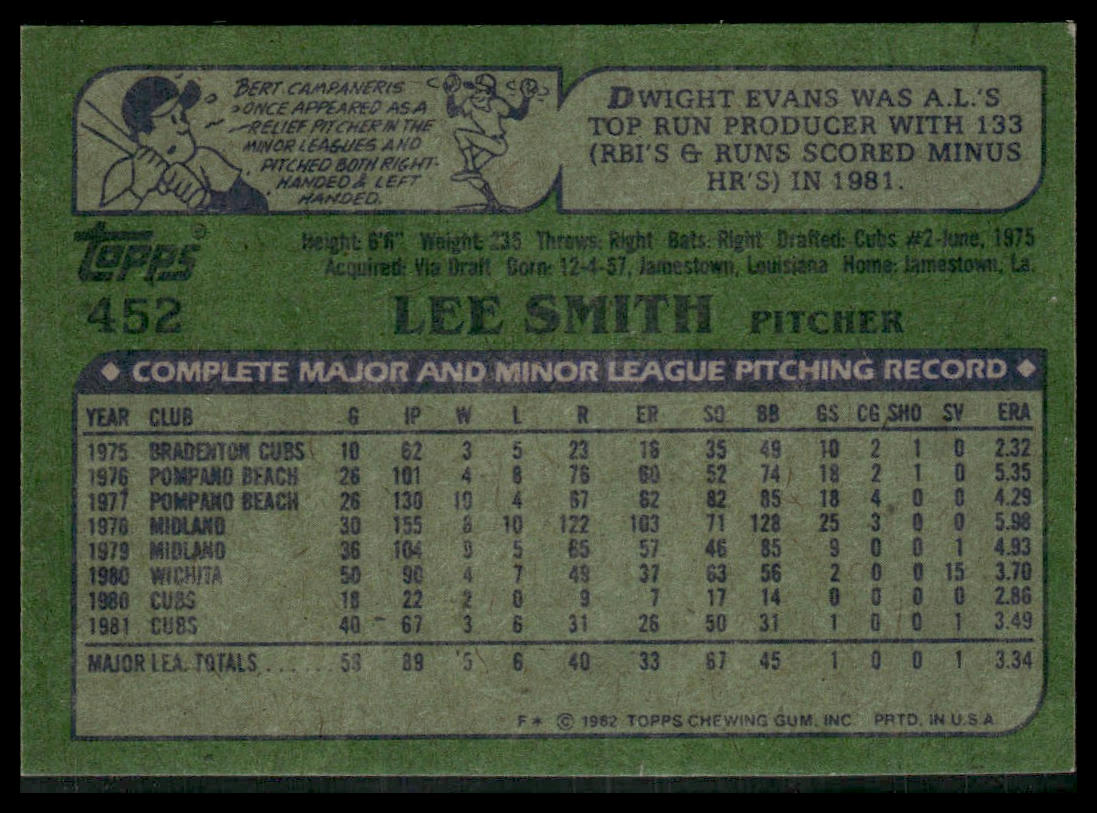 BERT CAMPANERIS
ONCE APPEARED AS A
RELIEF PITCHER IN THE
MINOR LEAGUES AND
PITCHED BOTH RIGHT-
HANDED & LEFT
HANDED.
DWIGHT EVANS WAS A.L.'S
TOP RUN PRODUCER WITH 133
(RBI'S & RUNS SCORED MINUS
HR'S) IN 1981.
TOPPS®
Height: 6'6" Weight: 235 Throws: Right Bats: Right Drafted: Cubs #2-June, 1975
Acquired: Via Draft Born: 12-4-57, Jamestown, Louisiana Home: Jamestown, La.
452 LEE SMITH PITCHER
◆ COMPLETE MAJOR AND MINOR LEAGUE PITCHING RECORD ◆
YEAR CLUB G IP W L R ER SO BB GS CG SHO SV ERA
1975 BRADENTON CUBS 10 62 3 5 23 16 35 49 10 2 1 0 2.32
1976 POMPANO BEACH 26 101 4 8 76 60 52 74 18 2 1 0 5.35
1977 POMPANO BEACH 26 130 10 4 67 62 82 85 18 4 0 0 4.29
1978 MIDLAND 30 155 8 10 122 103 71 128 25 3 0 0 5.98
1979 MIDLAND 36 104 9 5 65 57 46 85 9 0 0 1 4.93
1980 WICHITA 50 90 4 7 49 37 63 56 2 0 0 15 3.70
1980 CUBS 18 22 2 0 9 7 17 14 0 0 0 0 2.86
1981 CUBS 40 67 3 6 31 26 50 31 1 0 0 1 3.49
MAJOR LEA. TOTALS .... 58 89 5 6 40 33 67 45 1 0 0 1 3.34
F* © 1982 TOPPS CHEWING GUM, INC. PRTD. IN U.S.A.